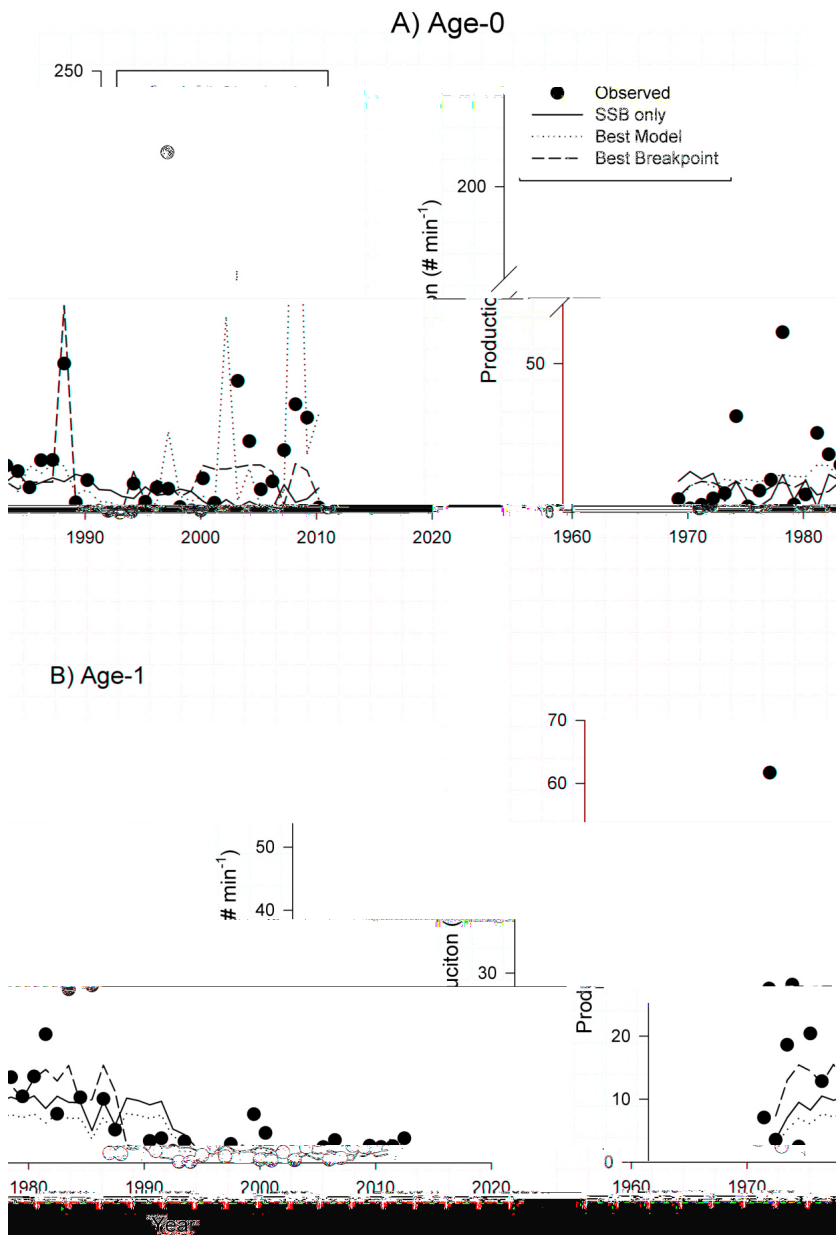 A) Age-0
250
Observed
SSB only
Best Model
Best Breakpoint
200
Productic
on (# min⁻¹)
50
0
1990 2000 2010 2020 1960 1970 1980
B) Age-1
70
60
50
# min⁻¹)
40
uciton
30
Prod
20
10
0
1980 1990 2000 2010 2020 1960 1970
Year